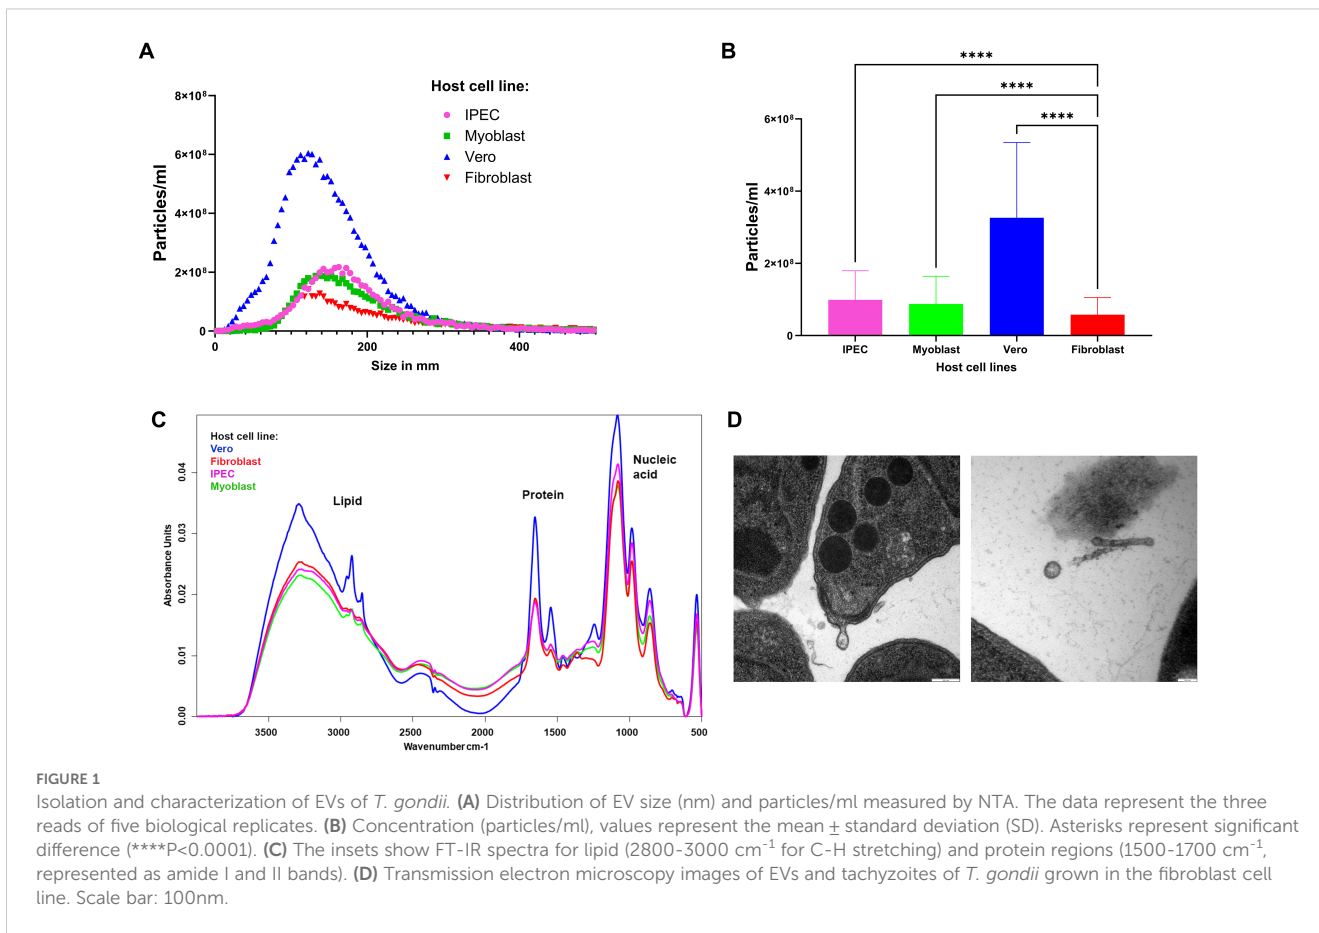 A
Host cell line:
IPEC
Myoblast
Vero
Fibroblast
8×10⁸
6×10⁸
4×10⁸
2×10⁸
0
Particles/ml
0
200
400
Size in mm
B
****
****
****
6×10⁸
4×10⁸
2×10⁸
0
Particles/ml
IPEC
Myoblast
Vero
Fibroblast
Host cell lines
C
Host cell line:
Vero
Fibroblast
IPEC
Myoblast
Lipid
Protein
Nucleic
acid
0.04
0.03
0.02
0.01
0.00
Absorbance Units
3500
3000
2500
2000
1500
1000
500
Wavenumber cm-1
D
FIGURE 1
Isolation and characterization of EVs of T. gondii. (A) Distribution of EV size (nm) and particles/ml measured by NTA. The data represent the three
reads of five biological replicates. (B) Concentration (particles/ml), values represent the mean ± standard deviation (SD). Asterisks represent significant
difference (****P<0.0001). (C) The insets show FT-IR spectra for lipid (2800-3000 cm⁻¹ for C-H stretching) and protein regions (1500-1700 cm⁻¹,
represented as amide I and II bands). (D) Transmission electron microscopy images of EVs and tachyzoites of T. gondii grown in the fibroblast cell
line. Scale bar: 100nm.